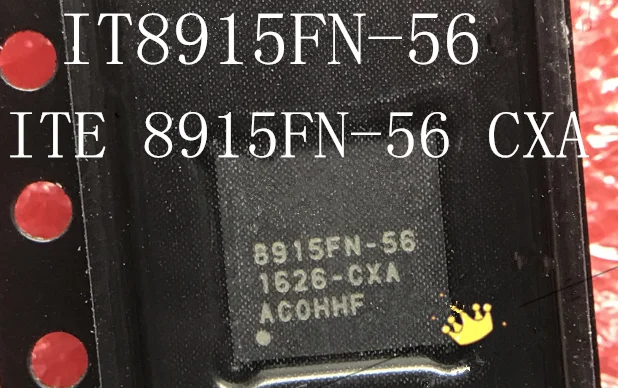 IT8915FN-56
ITE 8915FN-56 CXA
8915FN-56
1626-CXA
AC0HHF